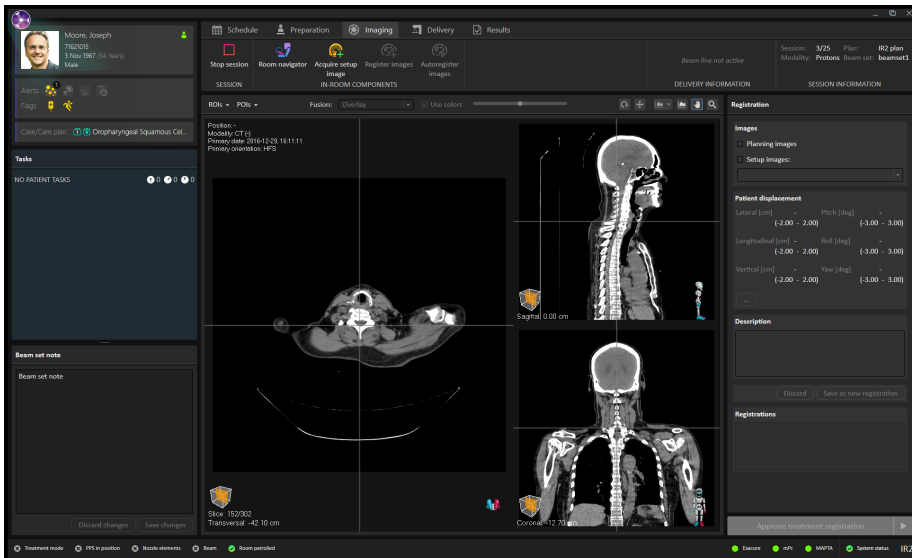 Moore, Joseph
71621015
3 Nov 1967 (54 Years)
Male
Alerts:
Flags:
Case/Care plan: Oropharyngeal Squamous Cel...
Tasks
NO PATIENT TASKS 0 0 0
Beam set note
Beam set note
Discard changes Save changes
Schedule Preparation Imaging Delivery Results
Stop session
Room navigator
Acquire setup image
Register images
Autoregister images
SESSION
IN-ROOM COMPONENTS
Beam line not active
DELIVERY INFORMATION
Session: 3/25 Plan: IR2 plan
Modality: Protons Beam set: beamset1
SESSION INFORMATION
ROIs POIs Fusion: Overlay Use colors
Position: -
Modality: CT (-)
Primary date: 2016-12-29, 16:11:11
Primary orientation: HFS
Slice: 152/302
Transversal: -42.10 cm
Sagittal: 0.00 cm
Coronal: -12.70 cm
Registration
Images
Planning images
Setup images:
Patient displacement
Lateral [cm] - Pitch [deg] -
(-2.00 - 2.00) (-3.00 - 3.00)
Longitudinal [cm] - Roll [deg] -
(-2.00 - 2.00) (-3.00 - 3.00)
Vertical [cm] - Yaw [deg] -
(-2.00 - 2.00) (-3.00 - 3.00)
...
Description
Discard Save as new registration
Registrations
Approve treatment registration
Treatment mode PPS in position Nozzle elements Beam Room patrolled Exacure mPc MAPTA System status IR2